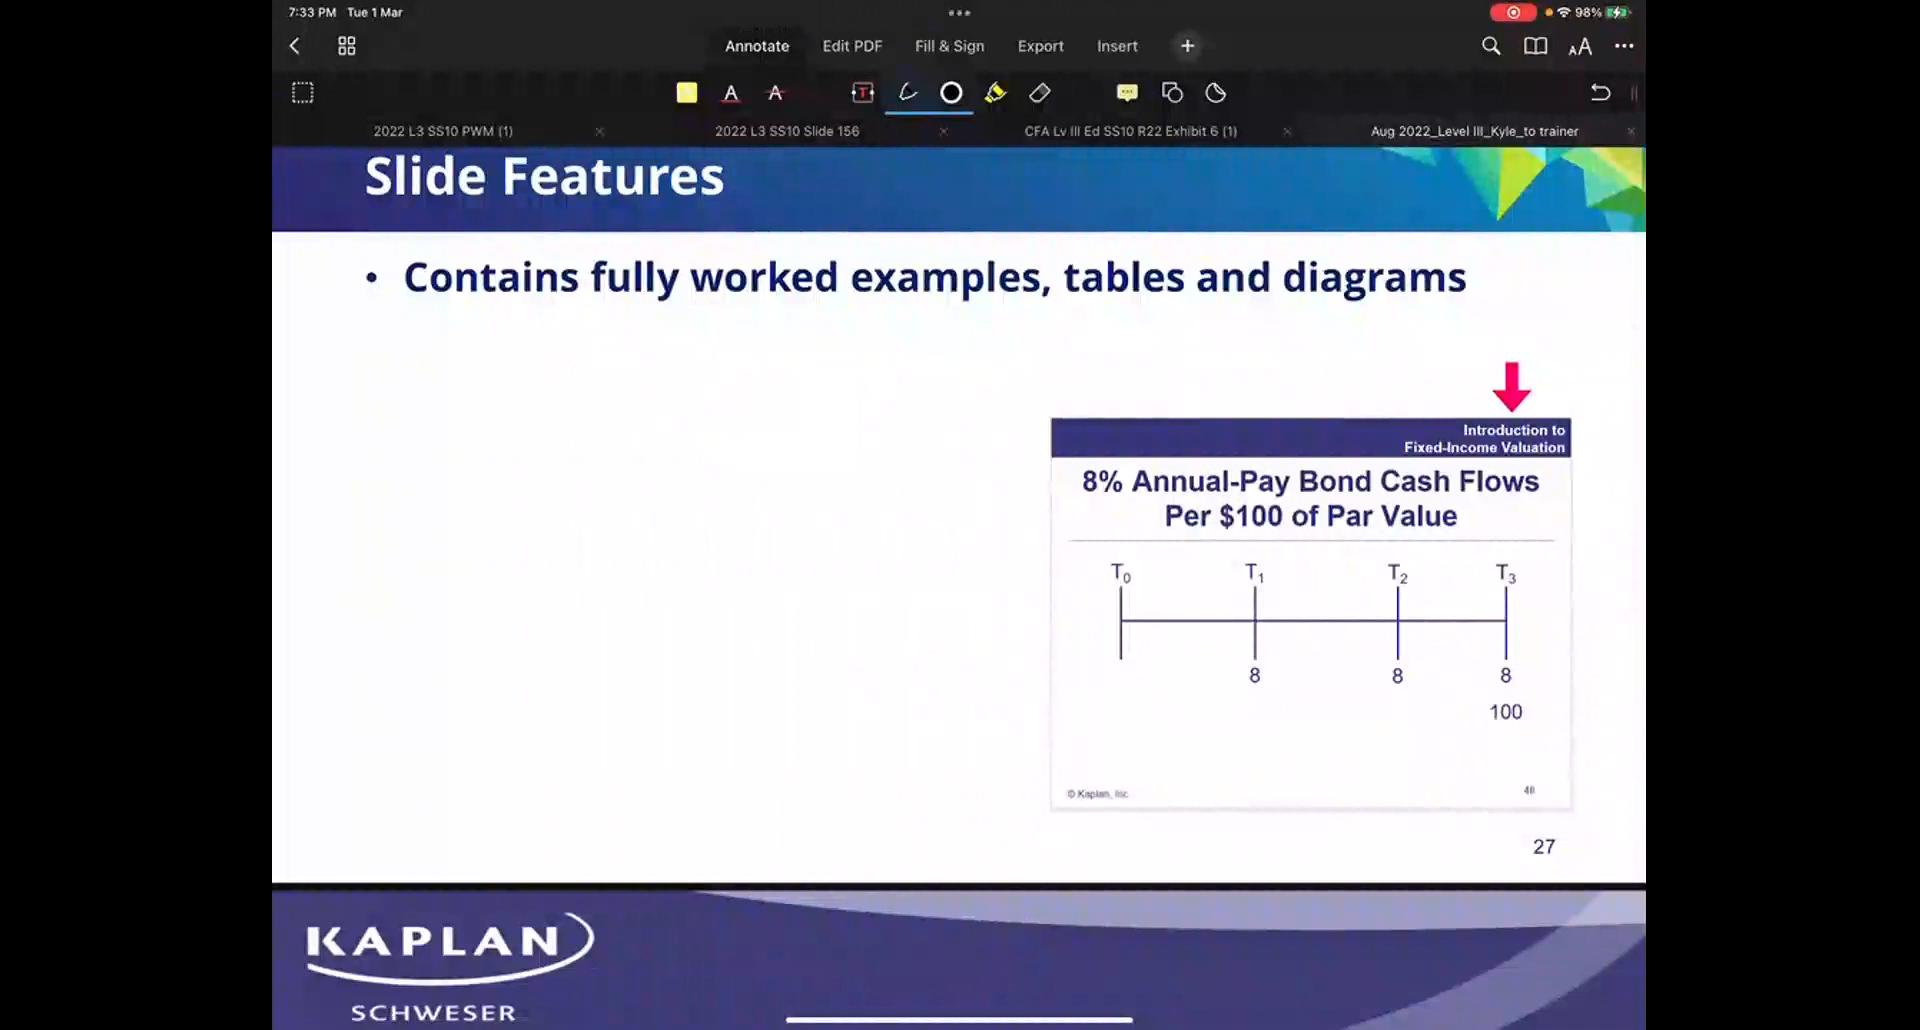 7:33 PM Tue 1 Mar
98%
Annotate Edit PDF Fill & Sign Export Insert
AA
A A T
2022 L3 SS10 PWM (1) 2022 L3 SS10 Slide 156 CFA Lv III Ed SS10 R22 Exhibit 6 (1) Aug 2022_Level III_Kyle_to trainer
Slide Features
• Contains fully worked examples, tables and diagrams
Introduction to
Fixed-Income Valuation
8% Annual-Pay Bond Cash Flows
Per $100 of Par Value
T0 T1 T2 T3
8 8 8
100
© Kaplan, Inc.
27
KAPLAN
SCHWESER